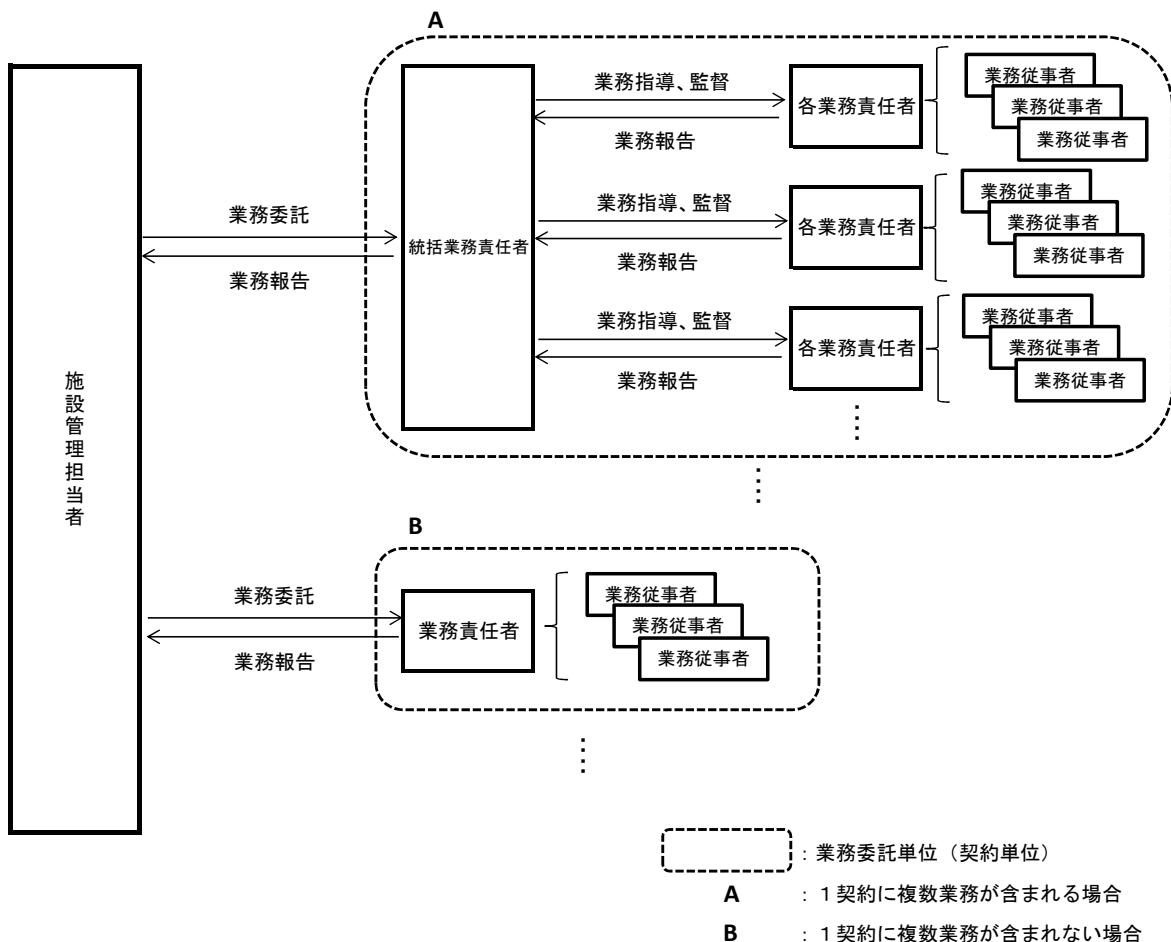 A
業務指導、監督
業務報告
各業務責任者
業務従事者
業務従事者
業務従事者
業務指導、監督
業務報告
各業務責任者
業務従事者
業務従事者
業務従事者
業務委託
業務報告
統括業務責任者
業務指導、監督
業務報告
各業務責任者
業務従事者
業務従事者
業務従事者
施設管理担当者
B
業務委託
業務報告
業務責任者
業務従事者
業務従事者
業務従事者
：業務委託単位（契約単位）
A ：１契約に複数業務が含まれる場合
B ：１契約に複数業務が含まれない場合